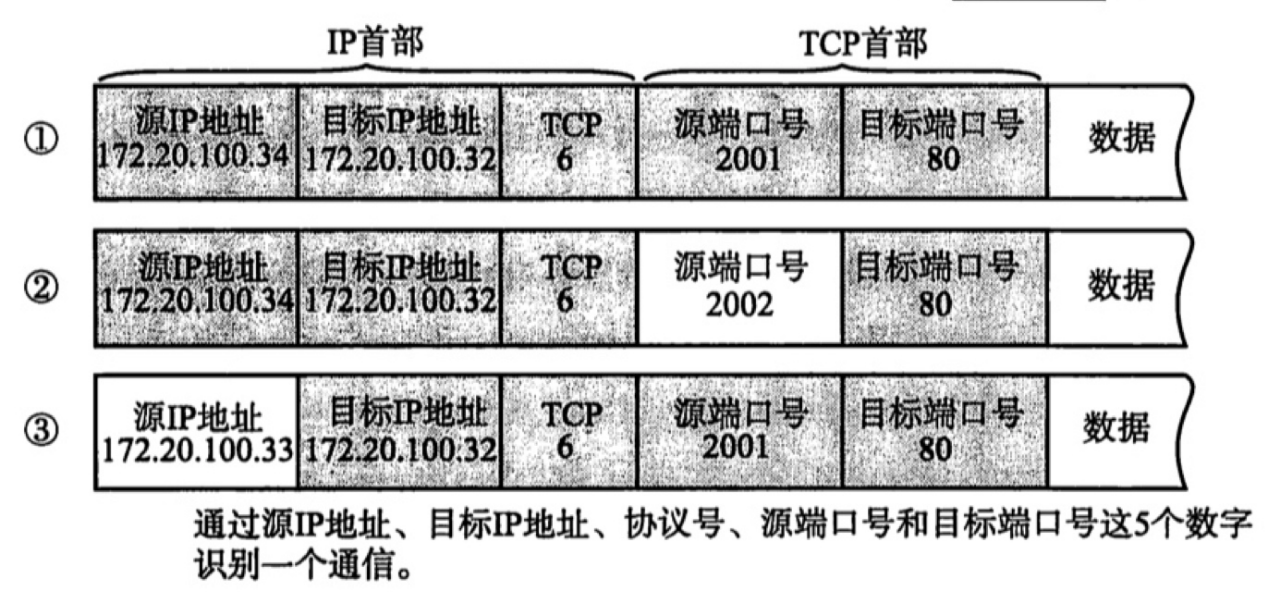 IP首部 TCP首部
① 源IP地址 目标IP地址 TCP 源端口号 目标端口号 数据
172.20.100.34 172.20.100.32 6 2001 80
② 源IP地址 目标IP地址 TCP 源端口号 目标端口号 数据
172.20.100.34 172.20.100.32 6 2002 80
③ 源IP地址 目标IP地址 TCP 源端口号 目标端口号 数据
172.20.100.33 172.20.100.32 6 2001 80
通过源IP地址、目标IP地址、协议号、源端口号和目标端口号这5个数字
识别一个通信。